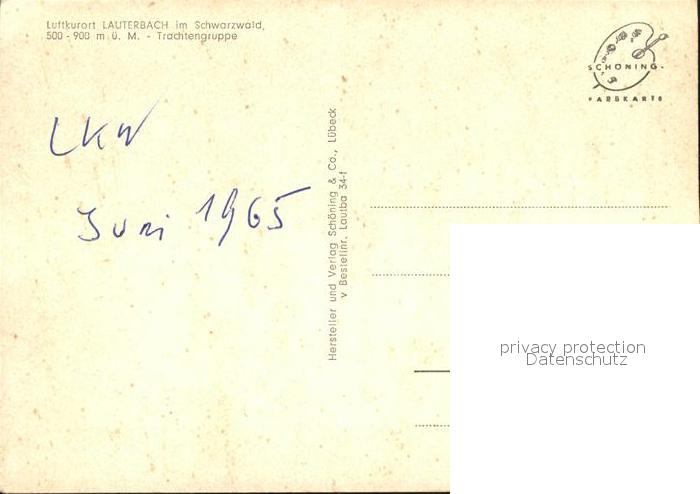 Luftkurort LAUTERBACH im Schwarzwald,
500 - 900 m ü. M. - Trachtengruppe
LKW
Juni 1965
Hersteller und Verlag Schöning & Co., Lübeck
v Bestellnr. Lautba 34-f
SCHÖNING-
FARBKARTE
privacy protection
Datenschutz